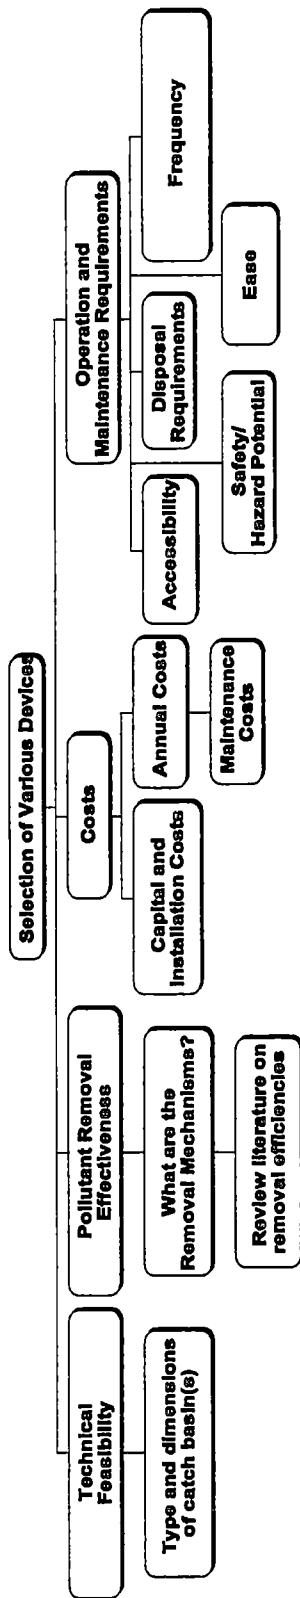 Selection of Various Devices
Technical
Feasibility
Type and dimensions
of catch basin(s)
Pollutant Removal
Effectiveness
What are the
Removal Mechanisms?
Review literature on
removal efficiencies
Costs
Capital and
Installation Costs
Annual Costs
Maintenance
Costs
Operation and
Maintenance Requirements
Accessibility
Safety/
Hazard Potential
Disposal
Requirements
Ease
Frequency